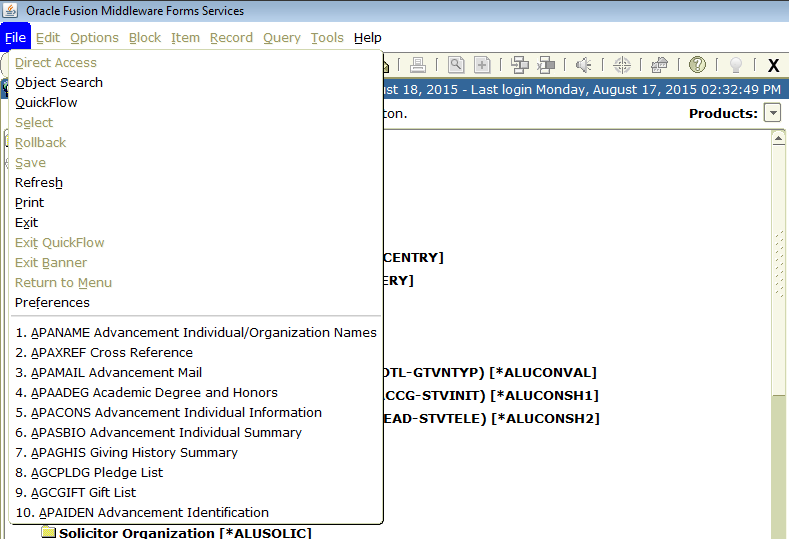 Oracle Fusion Middleware Forms Services
File Edit Options Block Item Record Query Tools Help
Direct Access
Object Search
QuickFlow
Select
Rollback
Save
Refresh
Print
Exit
Exit QuickFlow
Exit Banner
Return to Menu
Preferences
1. APANAME Advancement Individual/Organization Names
2. APAXREF Cross Reference
3. APAMAIL Advancement Mail
4. APAADEG Academic Degree and Honors
5. APACONS Advancement Individual Information
6. APASBIO Advancement Individual Summary
7. APAGHIS Giving History Summary
8. AGCPLDG Pledge List
9. AGCGIFT Gift List
10. APAIDEN Advancement Identification
X
st 18, 2015 - Last login Monday, August 17, 2015 02:32:49 PM
ton.
Products:
CENTRY]
ERY]
DTL-GTVNTYP) [*ALUCONVAL]
ACCG-STVINIT) [*ALUCONSH1]
EAD-STVTELE) [*ALUCONSH2]
Solicitor Organization [*ALUSOLIC]